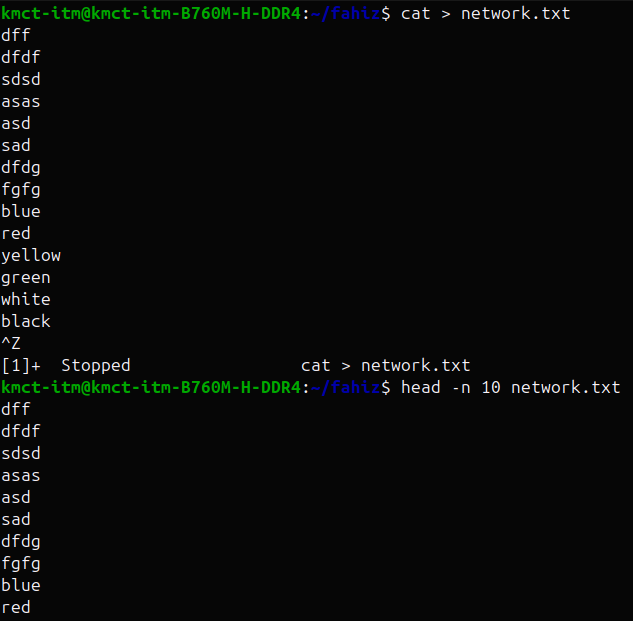 kmct-itm@kmct-itm-B760M-H-DDR4:~/fahiz$ cat > network.txt
dff
dfdf
sdsd
asas
asd
sad
dfdg
fgfg
blue
red
yellow
green
white
black
^Z
[1]+  Stopped                 cat > network.txt
kmct-itm@kmct-itm-B760M-H-DDR4:~/fahiz$ head -n 10 network.txt
dff
dfdf
sdsd
asas
asd
sad
dfdg
fgfg
blue
red